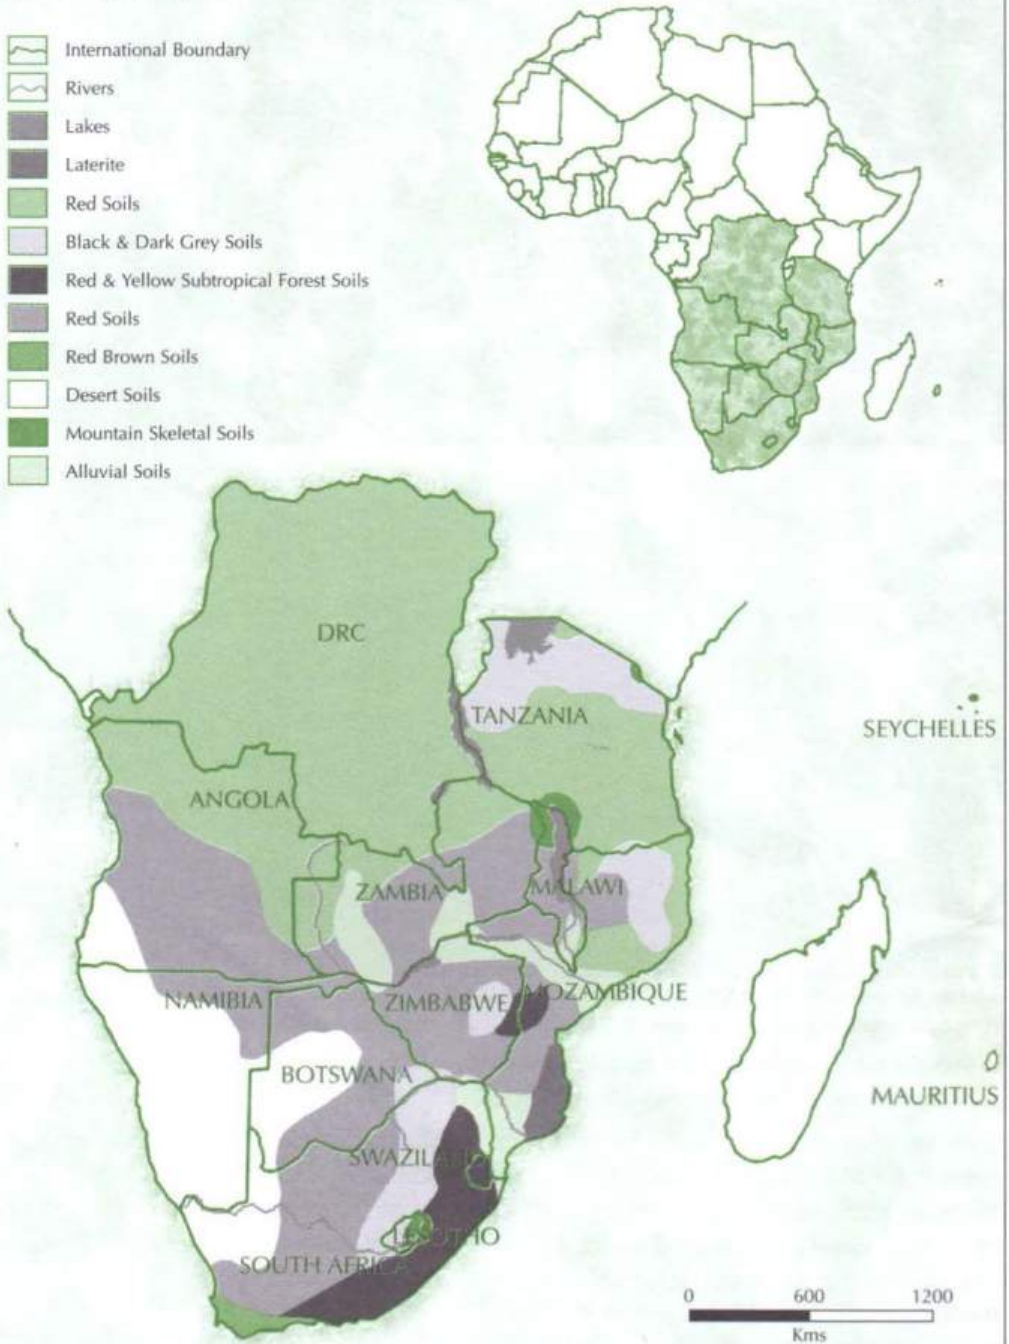 International Boundary
Rivers
Lakes
Laterite
Red Soils
Black & Dark Grey Soils
Red & Yellow Subtropical Forest Soils
Red Soils
Red Brown Soils
Desert Soils
Mountain Skeletal Soils
Alluvial Soils
DRC
TANZANIA
SEYCHELLES
ANGOLA
ZAMBIA
MALAWI
NAMIBIA
ZIMBABWE
MOZAMBIQUE
BOTSWANA
MAURITIUS
SWAZILAND
LESOTHO
SOUTH AFRICA
0 600 1200
Kms